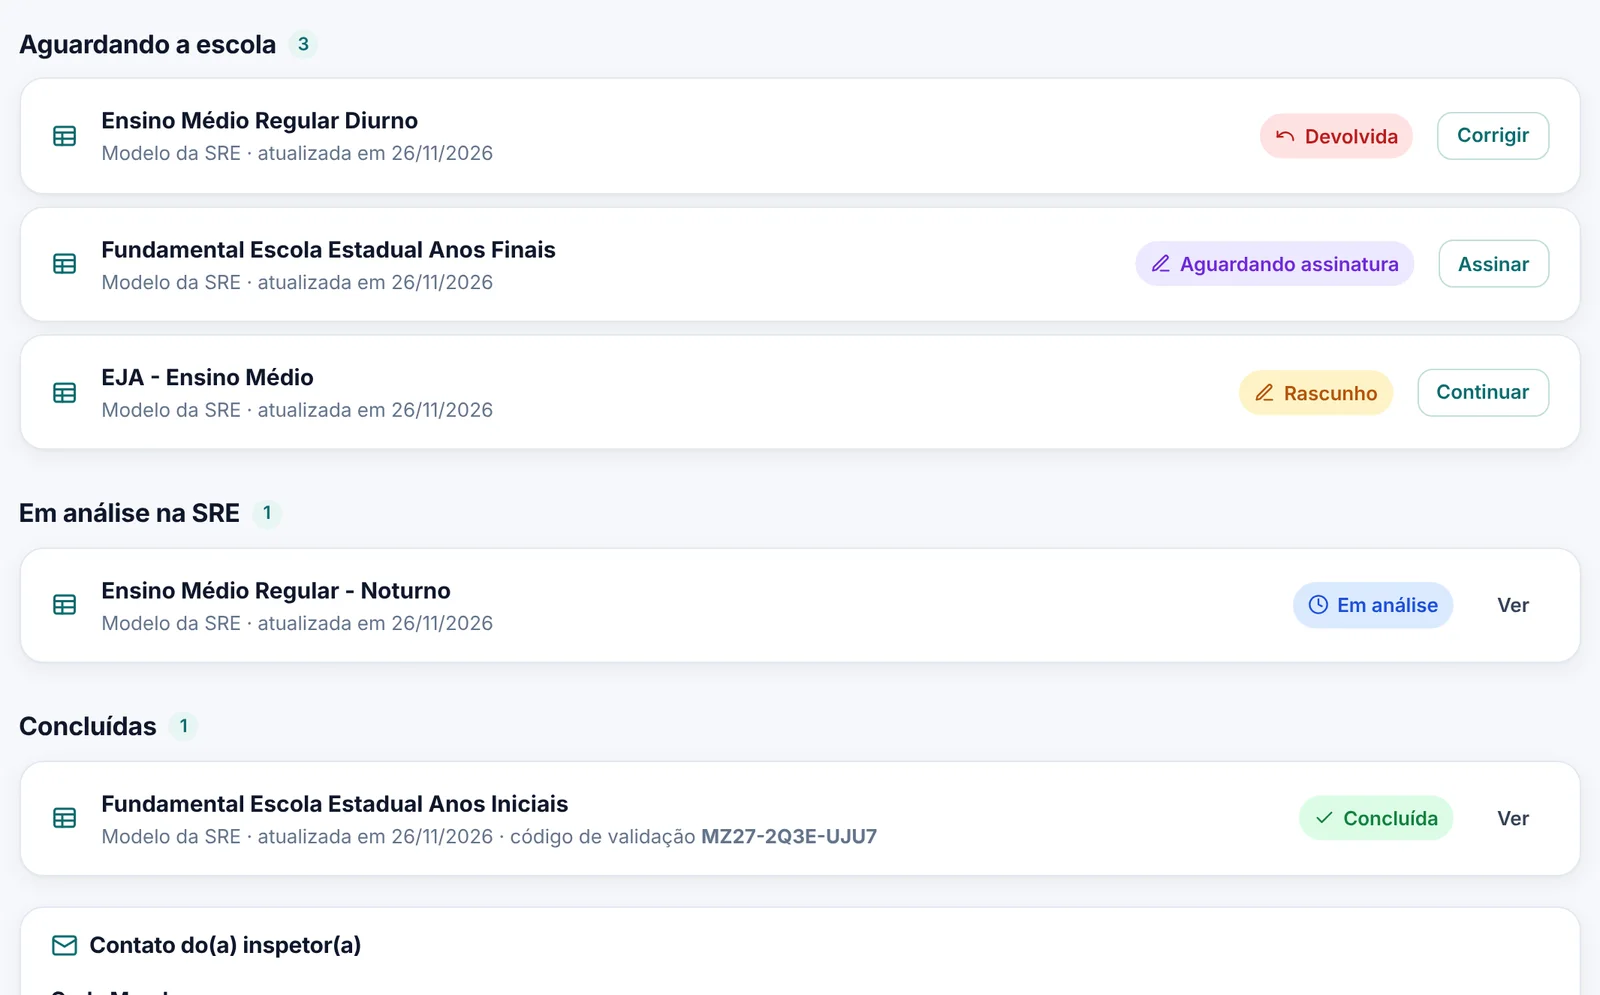 Aguardando a escola 3
Ensino Médio Regular Diurno
Modelo da SRE · atualizada em 26/11/2026
Devolvida
Corrigir
Fundamental Escola Estadual Anos Finais
Modelo da SRE · atualizada em 26/11/2026
Aguardando assinatura
Assinar
EJA - Ensino Médio
Modelo da SRE · atualizada em 26/11/2026
Rascunho
Continuar
Em análise na SRE 1
Ensino Médio Regular - Noturno
Modelo da SRE · atualizada em 26/11/2026
Em análise
Ver
Concluídas 1
Fundamental Escola Estadual Anos Iniciais
Modelo da SRE · atualizada em 26/11/2026 · código de validação MZ27-2Q3E-UJU7
Concluída
Ver
Contato do(a) inspetor(a)